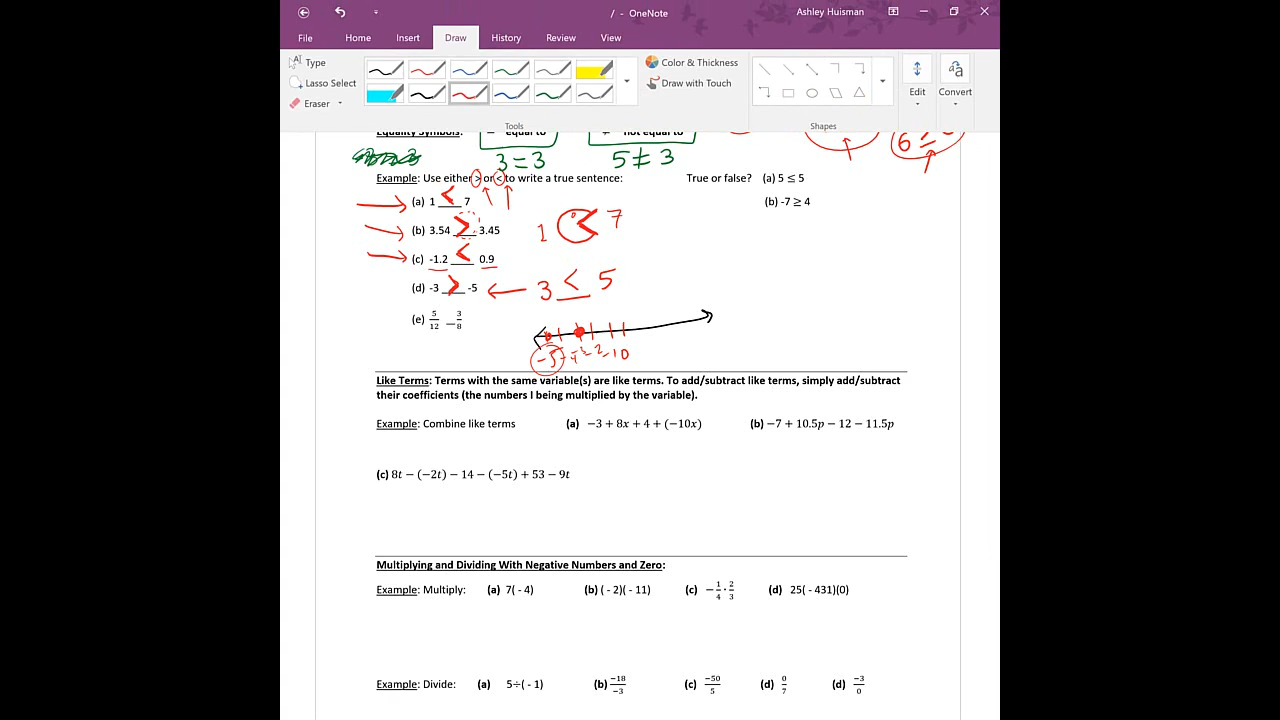 / - OneNote
Ashley Huisman
File Home Insert Draw History Review View
Type
Lasso Select
Eraser
Color & Thickness
Draw with Touch
Edit
Convert
Tools
Shapes
Equality Symbols:
= equal to
≠ not equal to
3 = 3
5 ≠ 3
Example: Use either > or < to write a true sentence:
True or false? (a) 5 ≤ 5
(a) 1 < 7
(b) -7 ≥ 4
(b) 3.54 > 3.45
1 < 7
(c) -1.2 < 0.9
(d) -3 > -5
3 < 5
(e) 5/12 _ 3/8
-5 -4 -3 -2 -1 0
Like Terms: Terms with the same variable(s) are like terms. To add/subtract like terms, simply add/subtract
their coefficients (the numbers I being multiplied by the variable).
Example: Combine like terms (a) −3 + 8x + 4 + (−10x) (b) −7 + 10.5p − 12 − 11.5p
(c) 8t − (−2t) − 14 − (−5t) + 53 − 9t
Multiplying and Dividing With Negative Numbers and Zero:
Example: Multiply: (a) 7( - 4) (b) ( - 2)( - 11) (c) −1/4 · 2/3 (d) 25( - 431)(0)
Example: Divide: (a) 5÷( - 1) (b) −18/−3 (c) −50/5 (d) 0/7 (d) −3/0